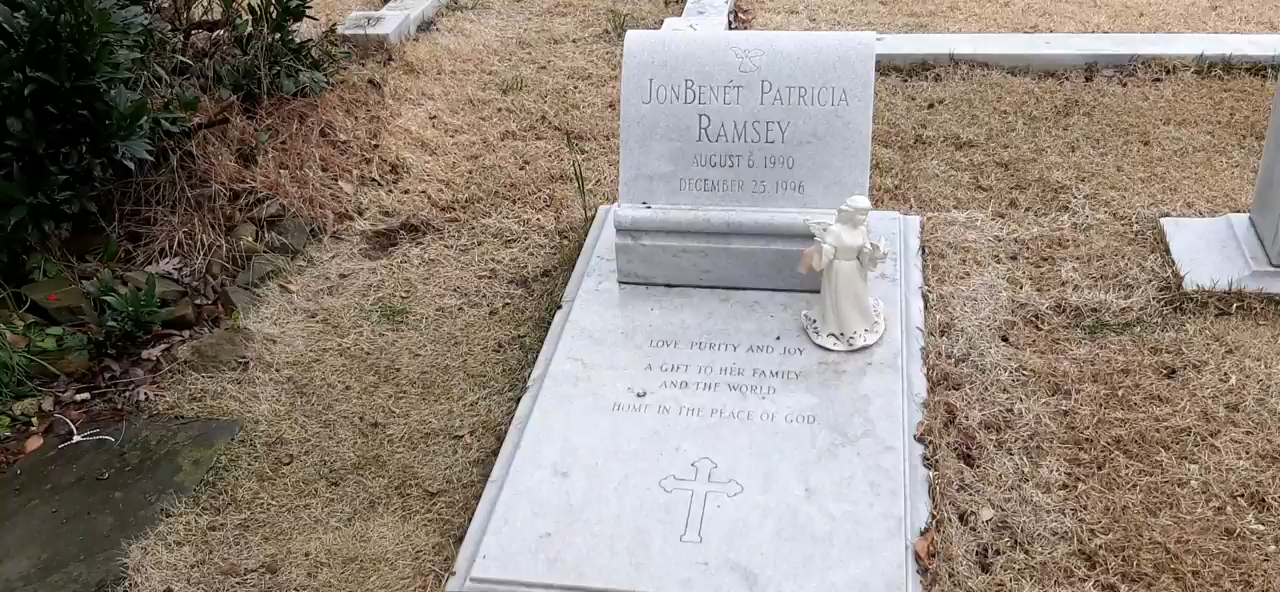 JonBenét Patricia
Ramsey
August 6, 1990
December 25, 1996
Love, purity and joy
a gift to her family
and the world
Home in the peace of God.